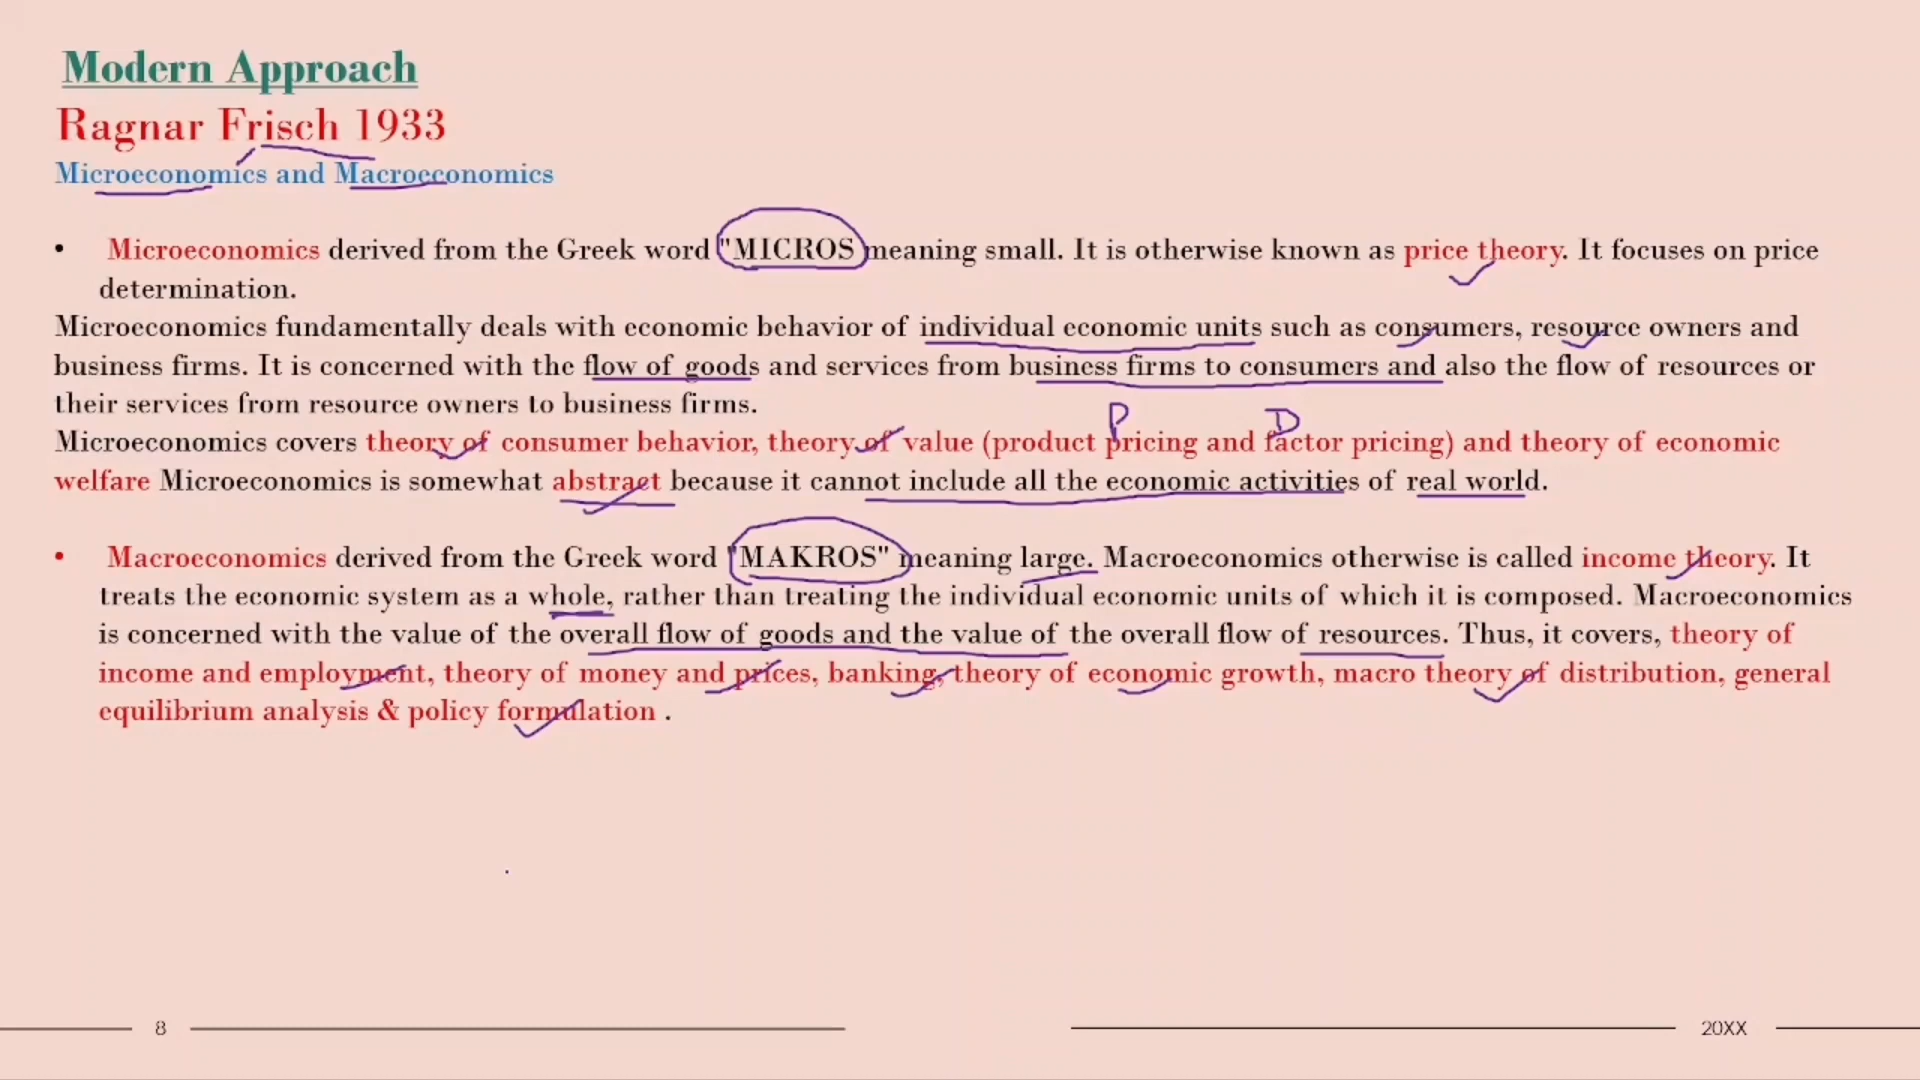 Modern Approach
Ragnar Frisch 1933
Microeconomics and Macroeconomics
• Microeconomics derived from the Greek word "MICROS meaning small. It is otherwise known as price theory. It focuses on price
determination.
Microeconomics fundamentally deals with economic behavior of individual economic units such as consumers, resource owners and
business firms. It is concerned with the flow of goods and services from business firms to consumers and also the flow of resources or
their services from resource owners to business firms.
P D
Microeconomics covers theory of consumer behavior, theory of value (product pricing and factor pricing) and theory of economic
welfare Microeconomics is somewhat abstract because it cannot include all the economic activities of real world.
• Macroeconomics derived from the Greek word "MAKROS" meaning large. Macroeconomics otherwise is called income theory. It
treats the economic system as a whole, rather than treating the individual economic units of which it is composed. Macroeconomics
is concerned with the value of the overall flow of goods and the value of the overall flow of resources. Thus, it covers, theory of
income and employment, theory of money and prices, banking, theory of economic growth, macro theory of distribution, general
equilibrium analysis & policy formulation .
8
20XX